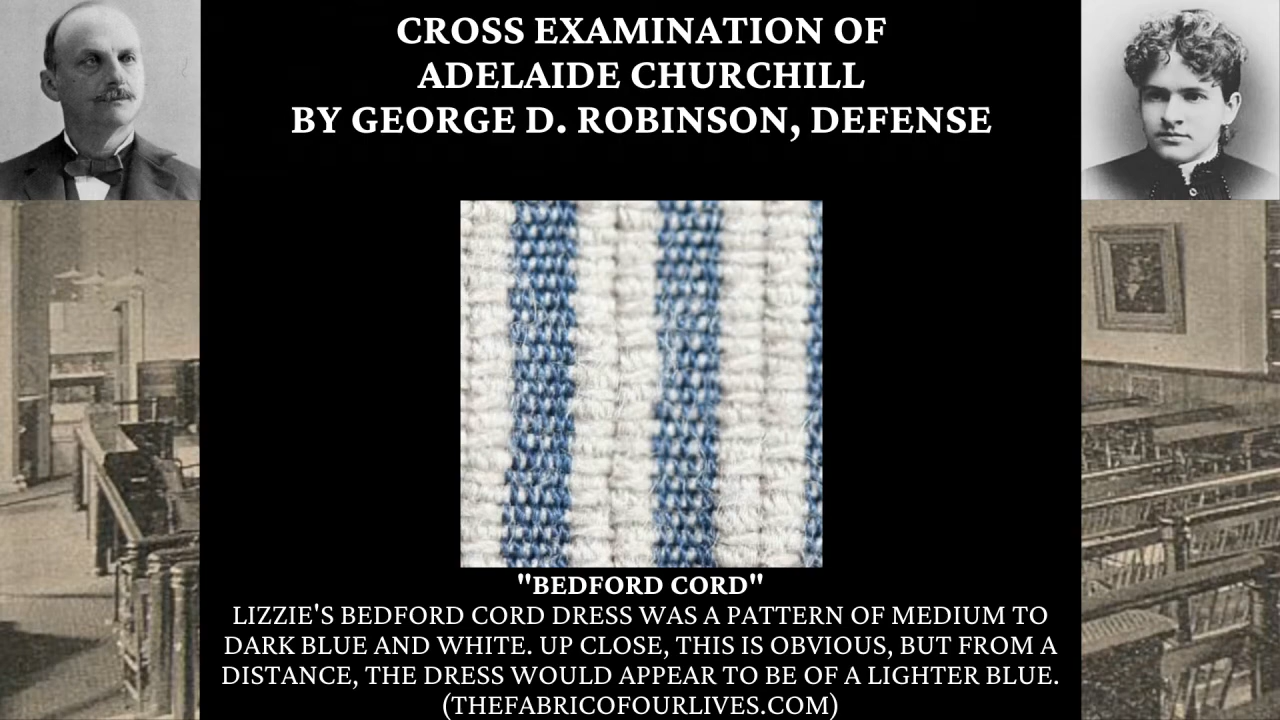 CROSS EXAMINATION OF
ADELAIDE CHURCHILL
BY GEORGE D. ROBINSON, DEFENSE
"BEDFORD CORD"
LIZZIE'S BEDFORD CORD DRESS WAS A PATTERN OF MEDIUM TO
DARK BLUE AND WHITE. UP CLOSE, THIS IS OBVIOUS, BUT FROM A
DISTANCE, THE DRESS WOULD APPEAR TO BE OF A LIGHTER BLUE.
(THEFABRICOFOURLIVES.COM)